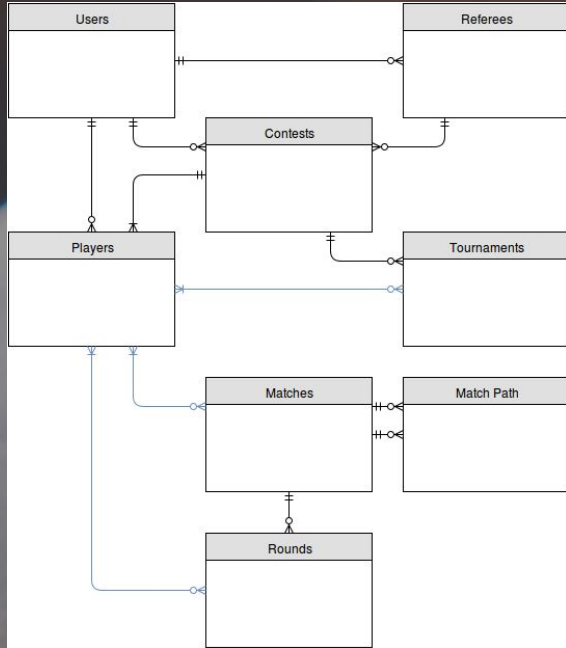 Users
Referees
Contests
Players
Tournaments
Matches
Match Path
Rounds